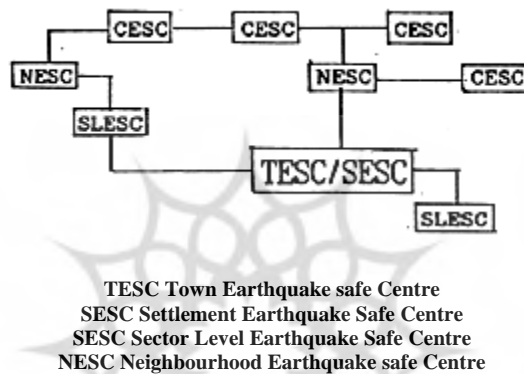 CESC CESC CESC
NESC NESC CESC
SLESC
TESC/SESC
SLESC
TESC Town Earthquake safe Centre
SESC Settlement Earthquake Safe Centre
SESC Sector Level Earthquake Safe Centre
NESC Neighbourhood Earthquake safe Centre